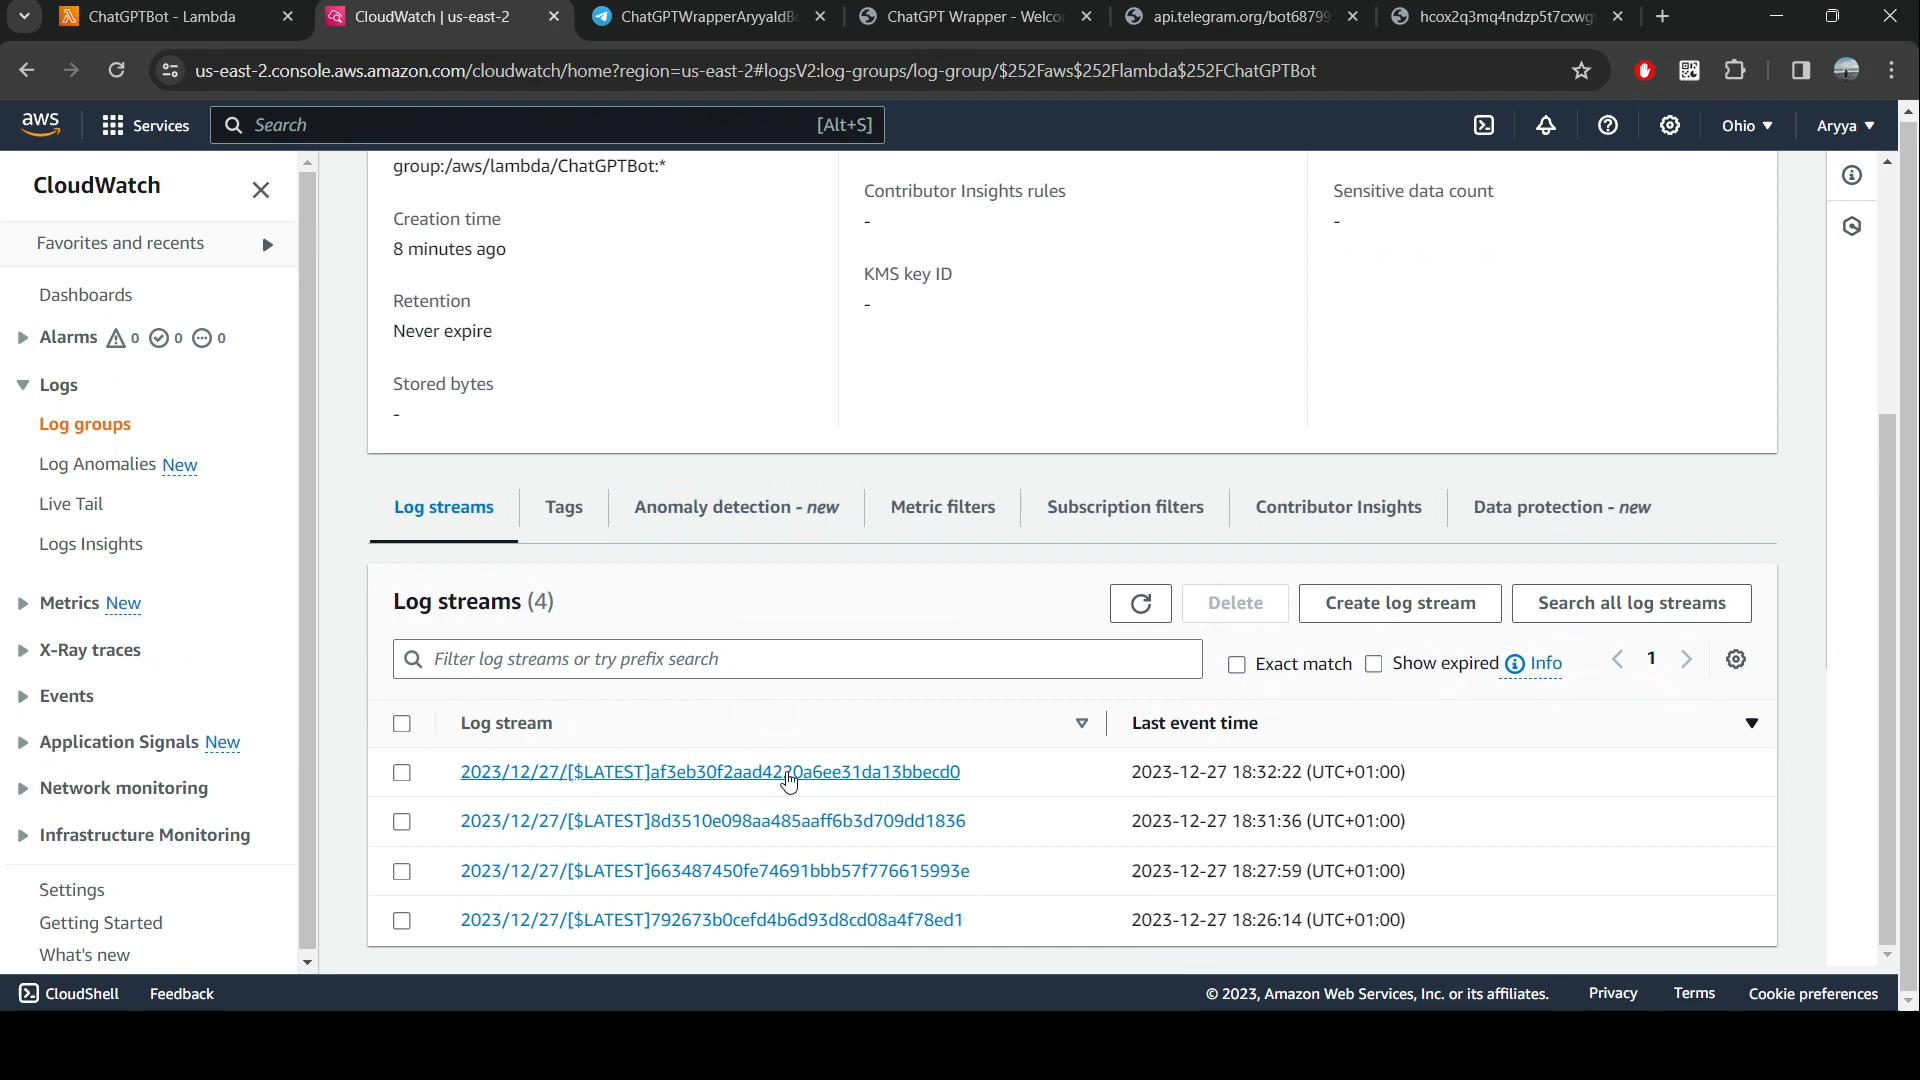 ChatGPTBot - Lambda
CloudWatch | us-east-2
ChatGPTWrapperAryyaldB
ChatGPT Wrapper - Welco
api.telegram.org/bot68799
hcox2q3mq4ndzp5t7cxwg
us-east-2.console.aws.amazon.com/cloudwatch/home?region=us-east-2#logsV2:log-groups/log-group/$252Faws$252Flambda$252FChatGPTBot
aws
Services
Search
[Alt+S]
Ohio
Aryya
CloudWatch
Favorites and recents
Dashboards
Alarms 0 0 0
Logs
Log groups
Log Anomalies New
Live Tail
Logs Insights
Metrics New
X-Ray traces
Events
Application Signals New
Network monitoring
Infrastructure Monitoring
Settings
Getting Started
What's new
group:/aws/lambda/ChatGPTBot:*
Creation time
8 minutes ago
Retention
Never expire
Stored bytes
-
Contributor Insights rules
-
KMS key ID
-
Sensitive data count
-
Log streams
Tags
Anomaly detection - new
Metric filters
Subscription filters
Contributor Insights
Data protection - new
Log streams (4)
Delete
Create log stream
Search all log streams
Filter log streams or try prefix search
Exact match
Show expired
Info
1
Log stream
Last event time
2023/12/27/[$LATEST]af3eb30f2aad4220a6ee31da13bbecd0
2023-12-27 18:32:22 (UTC+01:00)
2023/12/27/[$LATEST]8d3510e098aa485aaff6b3d709dd1836
2023-12-27 18:31:36 (UTC+01:00)
2023/12/27/[$LATEST]663487450fe74691bbb57f776615993e
2023-12-27 18:27:59 (UTC+01:00)
2023/12/27/[$LATEST]792673b0cefd4b6d93d8cd08a4f78ed1
2023-12-27 18:26:14 (UTC+01:00)
CloudShell
Feedback
© 2023, Amazon Web Services, Inc. or its affiliates.
Privacy
Terms
Cookie preferences